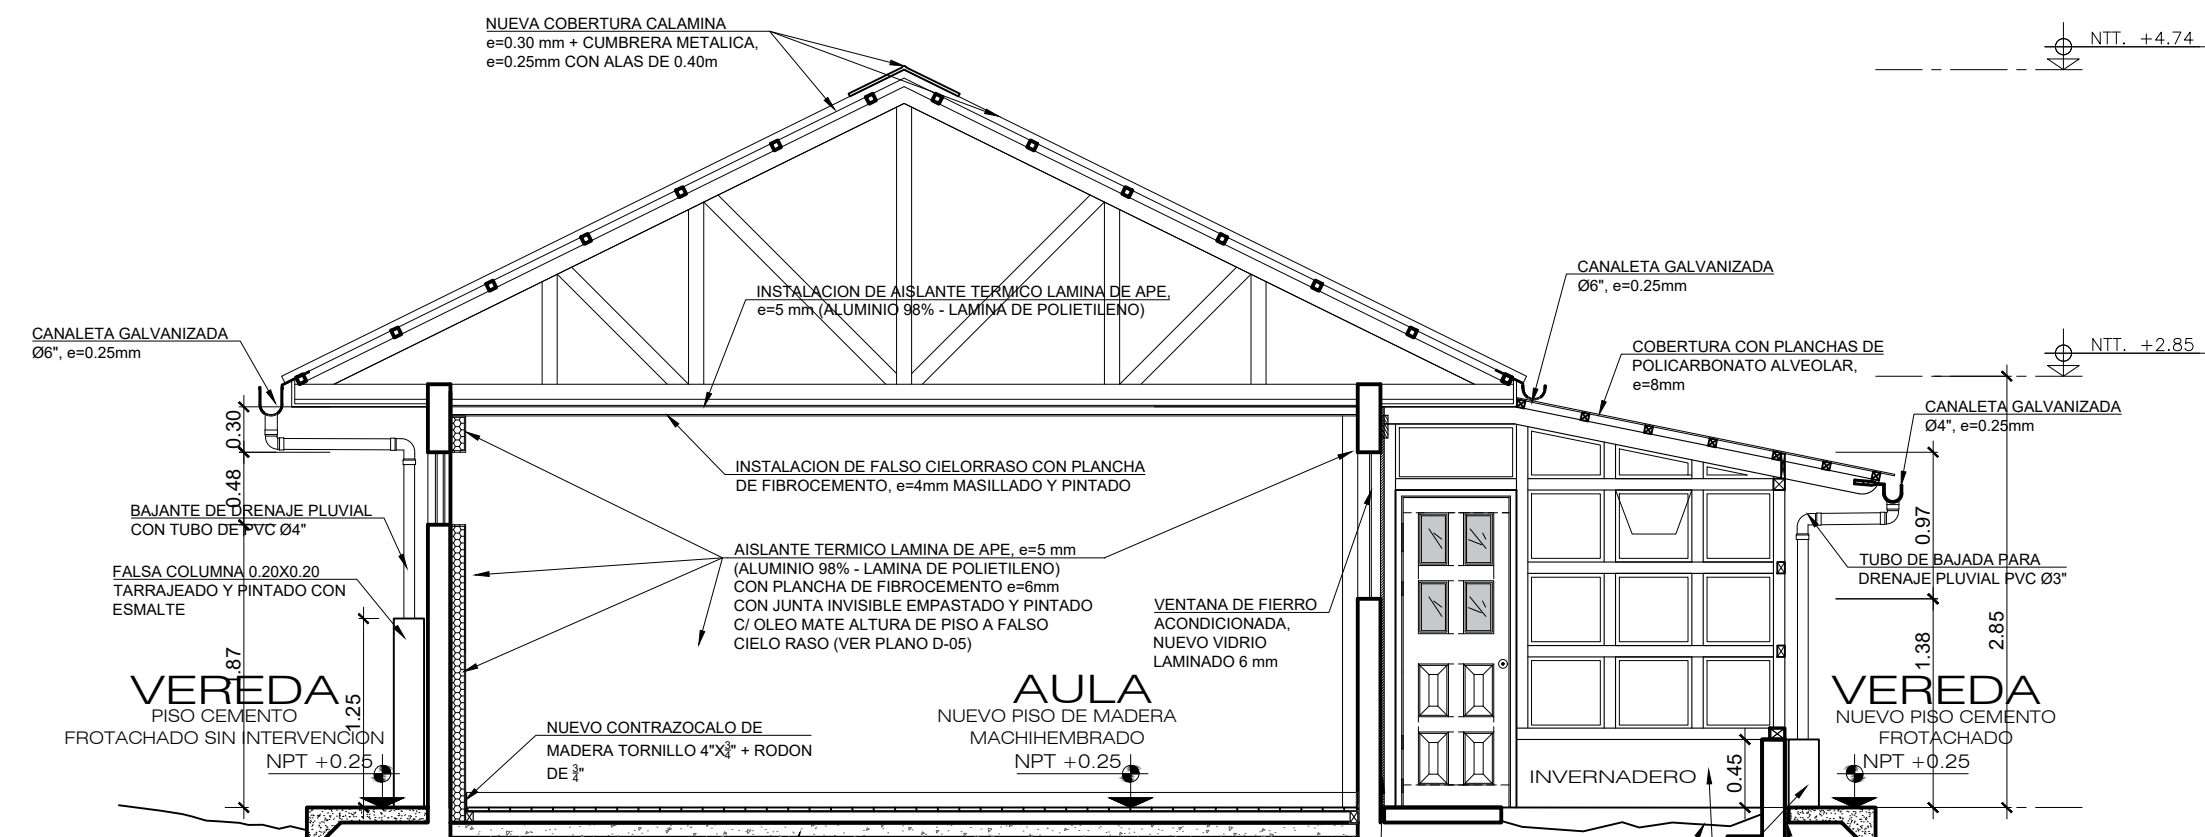 NUEVA COBERTURA CALAMINA
e=0.30 mm + CUMBRERA METALICA,
e=0.25mm CON ALAS DE 0.40m
NTT. +4.74
CANALETA GALVANIZADA
Ø6", e=0.25mm
INSTALACION DE AISLANTE TERMICO LAMINA DE APE,
e=5 mm (ALUMINIO 98% - LAMINA DE POLIETILENO)
CANALETA GALVANIZADA
Ø6", e=0.25mm
COBERTURA CON PLANCHAS DE
POLICARBONATO ALVEOLAR,
e=8mm
NTT. +2.85
CANALETA GALVANIZADA
Ø4", e=0.25mm
0.30
0.48
1.87
1.25
INSTALACION DE FALSO CIELORRASO CON PLANCHA
DE FIBROCEMENTO, e=4mm MASILLADO Y PINTADO
BAJANTE DE DRENAJE PLUVIAL
CON TUBO DE PVC Ø4"
FALSA COLUMNA 0.20X0.20
TARRAJEADO Y PINTADO CON
ESMALTE
AISLANTE TERMICO LAMINA DE APE, e=5 mm
(ALUMINIO 98% - LAMINA DE POLIETILENO)
CON PLANCHA DE FIBROCEMENTO e=6mm
CON JUNTA INVISIBLE EMPASTADO Y PINTADO
C/ OLEO MATE ALTURA DE PISO A FALSO
CIELO RASO (VER PLANO D-05)
VENTANA DE FIERRO
ACONDICIONADA,
NUEVO VIDRIO
LAMINADO 6 mm
TUBO DE BAJADA PARA
DRENAJE PLUVIAL PVC Ø3"
0.97
1.38
2.85
0.45
VEREDA
PISO CEMENTO
FROTACHADO SIN INTERVENCIÓN
NPT +0.25
NUEVO CONTRAZOCALO DE
MADERA TORNILLO 4"X¾" + RODON
DE ¾"
AULA
NUEVO PISO DE MADERA
MACHIHEMBRADO
NPT +0.25
INVERNADERO
VEREDA
NUEVO PISO CEMENTO
FROTACHADO
NPT +0.25